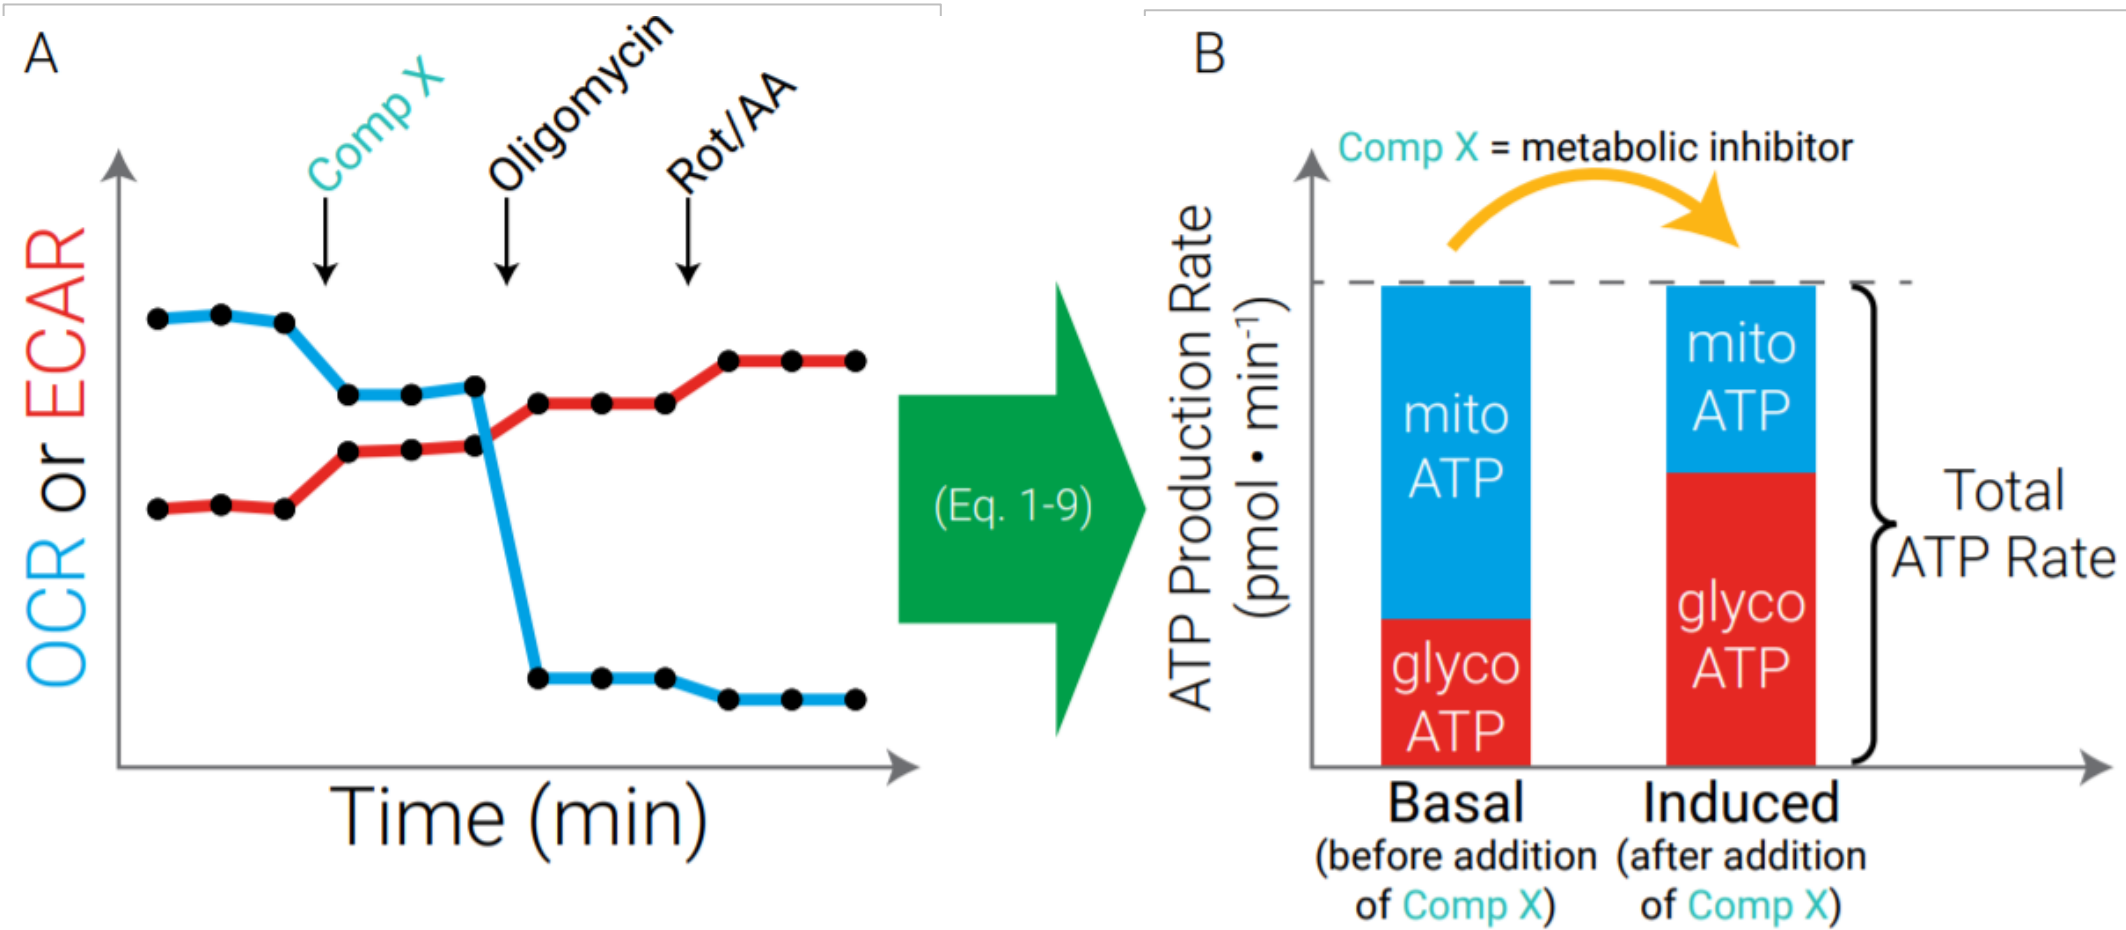 A
Comp X
Oligomycin
Rot/AA
OCR or ECAR
Time (min)
(Eq. 1-9)
B
Comp X = metabolic inhibitor
ATP Production Rate
(pmol • min⁻¹)
mito
ATP
glyco
ATP
mito
ATP
glyco
ATP
Total
ATP Rate
Basal
(before addition
of Comp X)
Induced
(after addition
of Comp X)